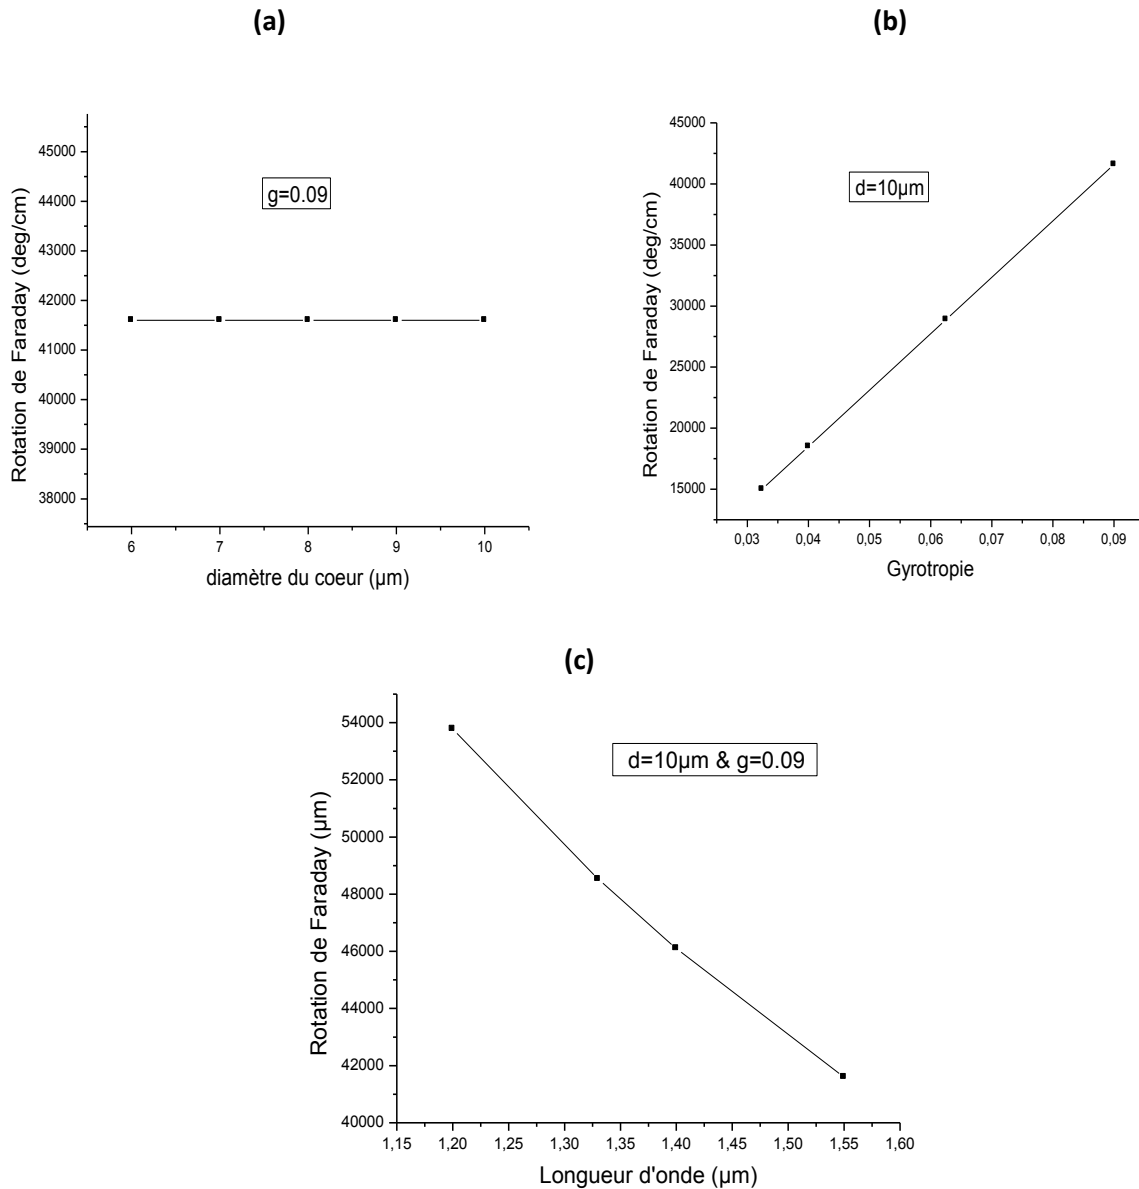 (a)
45000
44000
43000
42000
41000
40000
39000
38000
Rotation de Faraday (deg/cm)
g=0.09
6 7 8 9 10
diamètre du coeur (µm)
(b)
45000
40000
35000
30000
25000
20000
15000
Rotation de Faraday (deg/cm)
d=10µm
0,03 0,04 0,05 0,06 0,07 0,08 0,09
Gyrotropie
(c)
54000
52000
50000
48000
46000
44000
42000
40000
Rotation de Faraday (µm)
d=10µm & g=0.09
1,15 1,20 1,25 1,30 1,35 1,40 1,45 1,50 1,55 1,60
Longueur d'onde (µm)